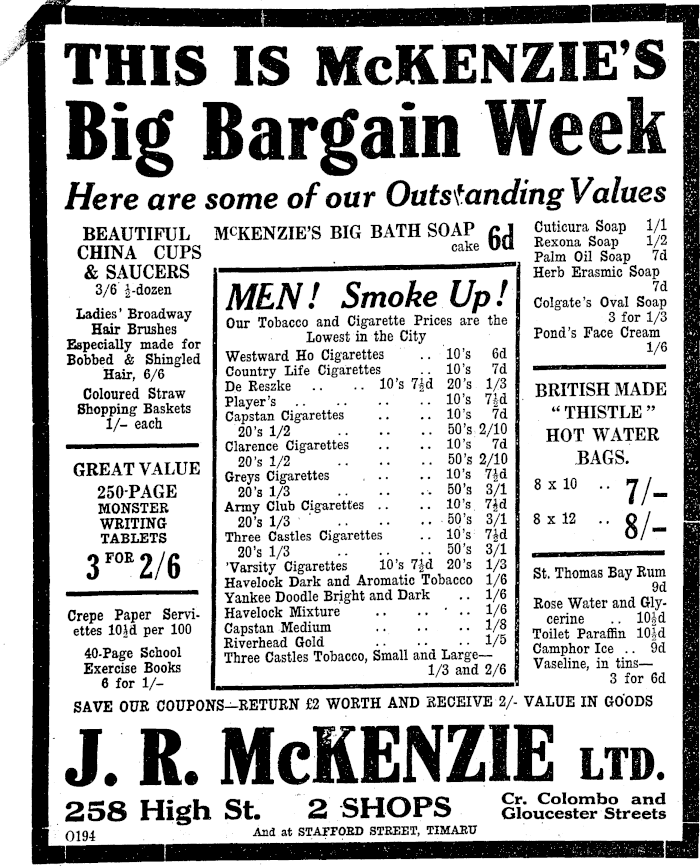 THIS IS McKENZIE'S
Big Bargain Week
Here are some of our Outstanding Values
BEAUTIFUL
CHINA CUPS
& SAUCERS
3/6 ½-dozen
Ladies' Broadway
Hair Brushes
Especially made for
Bobbed & Shingled
Hair, 6/6
Coloured Straw
Shopping Baskets
1/- each
GREAT VALUE
250-PAGE
MONSTER
WRITING
TABLETS
3 FOR 2/6
Crepe Paper Servi-
ettes 10½d per 100
40-Page School
Exercise Books
6 for 1/-
McKENZIE'S BIG BATH SOAP
cake 6d
MEN! Smoke Up!
Our Tobacco and Cigarette Prices are the
Lowest in the City
Westward Ho Cigarettes .. 10's 6d
Country Life Cigarettes .. 10's 7d
De Reszke .. .. 10's 7½d 20's 1/3
Player's .. .. .. .. 10's 7½d
Capstan Cigarettes .. .. 10's 7d
20's 1/2 .. .. .. 50's 2/10
Clarence Cigarettes .. .. 10's 7d
20's 1/2 .. .. .. 50's 2/10
Greys Cigarettes .. .. 10's 7½d
20's 1/3 .. .. .. 50's 3/1
Army Club Cigarettes .. .. 10's 7½d
20's 1/3 .. .. .. 50's 3/1
Three Castles Cigarettes .. 10's 7½d
20's 1/3 .. .. .. 50's 3/1
'Varsity Cigarettes 10's 7½d 20's 1/3
Havelock Dark and Aromatic Tobacco 1/6
Yankee Doodle Bright and Dark .. 1/6
Havelock Mixture .. .. .. 1/6
Capstan Medium .. .. .. 1/8
Riverhead Gold .. .. .. 1/5
Three Castles Tobacco, Small and Large—
1/3 and 2/6
Cuticura Soap 1/1
Rexona Soap 1/2
Palm Oil Soap 7d
Herb Erasmic Soap
7d
Colgate's Oval Soap
3 for 1/3
Pond's Face Cream
1/6
BRITISH MADE
"THISTLE"
HOT WATER
BAGS.
8 x 10 .. 7/-
8 x 12 .. 8/-
St. Thomas Bay Rum
9d
Rose Water and Gly-
cerine .. 10½d
Toilet Paraffin 10½d
Camphor Ice .. 9d
Vaseline, in tins—
3 for 6d
SAVE OUR COUPONS—RETURN £2 WORTH AND RECEIVE 2/- VALUE IN GOODS
J. R. McKENZIE LTD.
258 High St. 2 SHOPS Cr. Colombo and
Gloucester Streets
O194 And at STAFFORD STREET, TIMARU